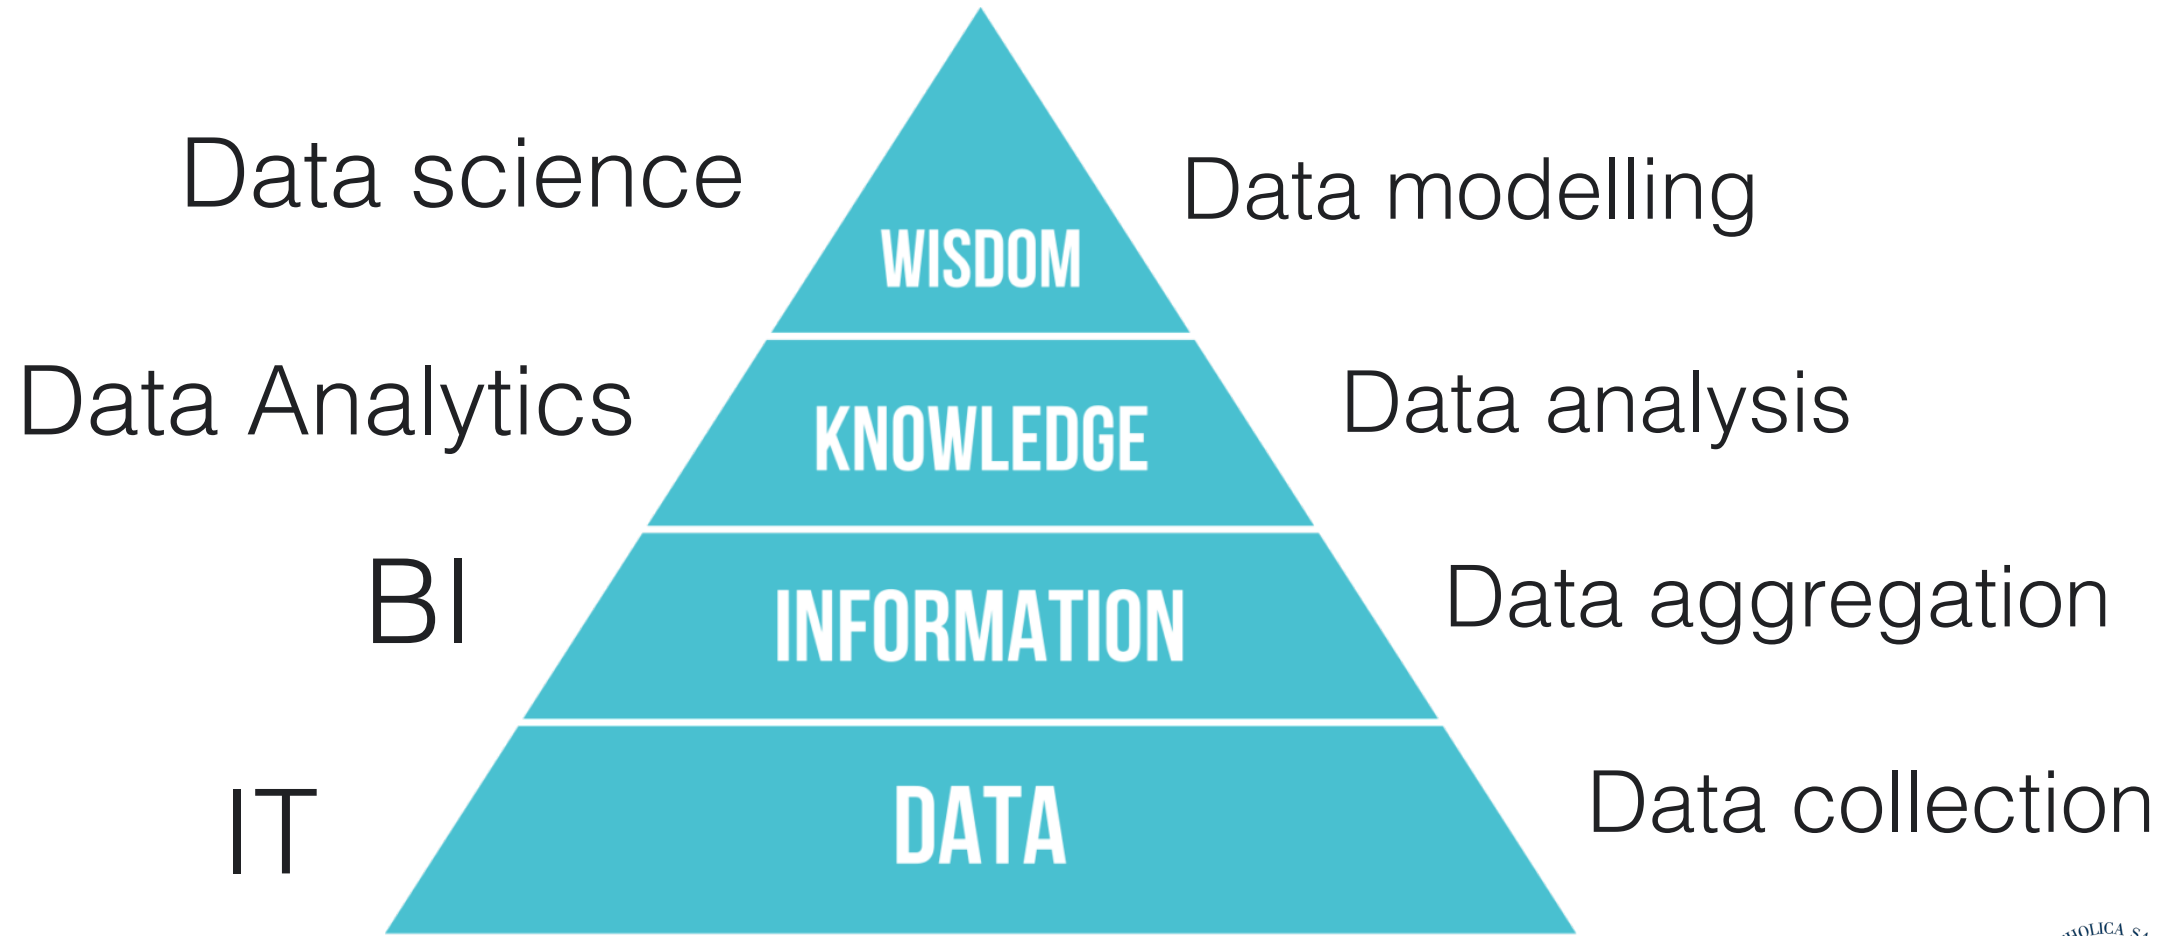 Data science
Data modelling
WISDOM
Data Analytics
Data analysis
KNOWLEDGE
BI
Data aggregation
INFORMATION
IT
Data collection
DATA